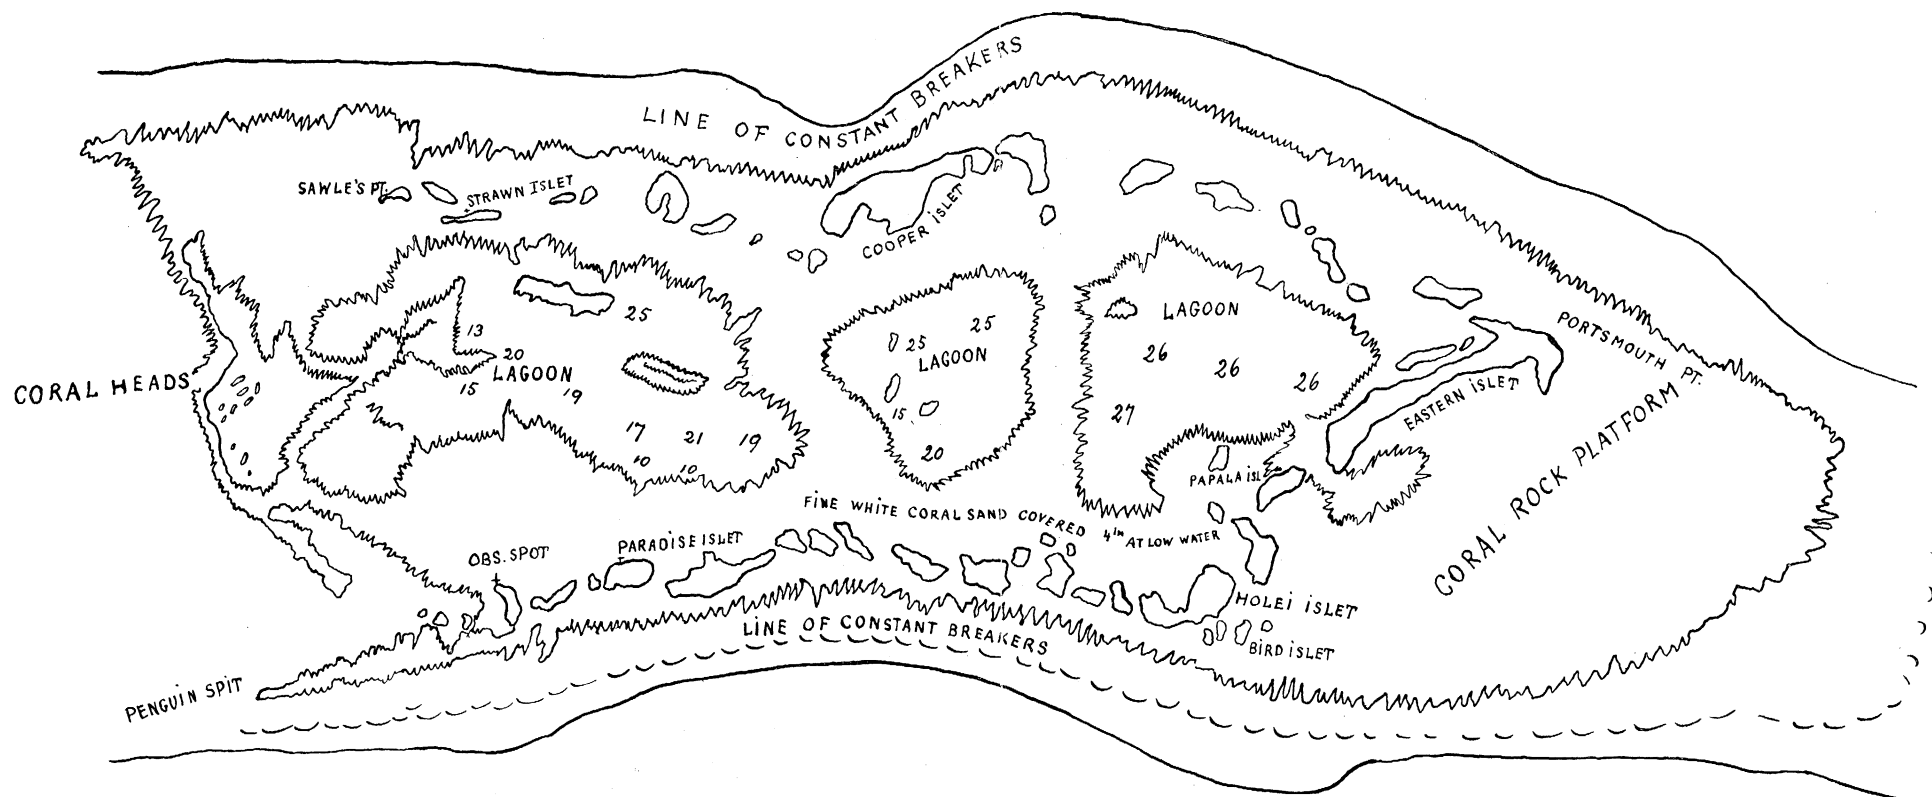 LINE OF CONSTANT BREAKERS
SAWLE'S PT.
STRAWN ISLET
COOPER ISLET
25
13
20
LAGOON
15
19
17
21
19
10
10
25
25
LAGOON
15
20
LAGOON
26
26
26
27
PORTSMOUTH PT.
EASTERN ISLET
CORAL HEADS
PAPALA ISL
CORAL ROCK PLATFORM
FINE WHITE CORAL SAND COVERED 4in AT LOW WATER
OBS. SPOT
PARADISE ISLET
HOLEI ISLET
BIRD ISLET
LINE OF CONSTANT BREAKERS
PENGUIN SPIT